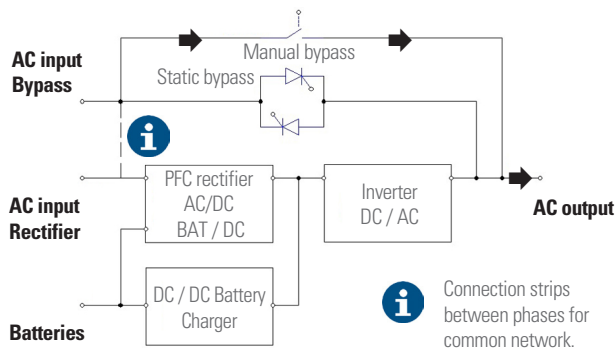 AC input
Bypass
Manual bypass
Static bypass
i
AC input
Rectifier
PFC rectifier
AC/DC
BAT / DC
Inverter
DC / AC
AC output
Batteries
DC / DC Battery
Charger
i
Connection strips
between phases for
common network.